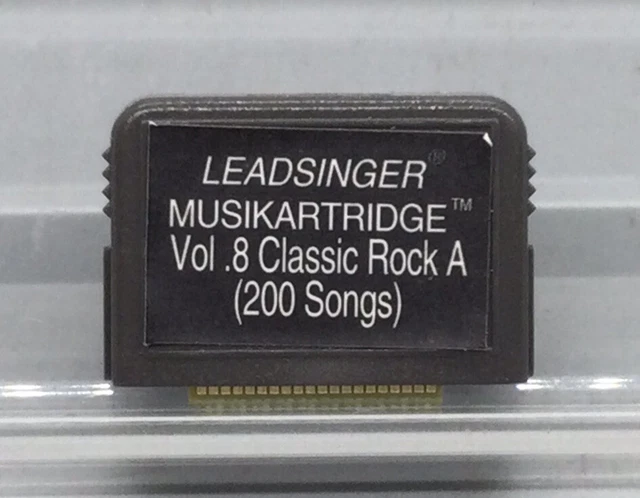 LEADSINGER®
MUSIKARTRIDGE™
Vol .8 Classic Rock A
(200 Songs)